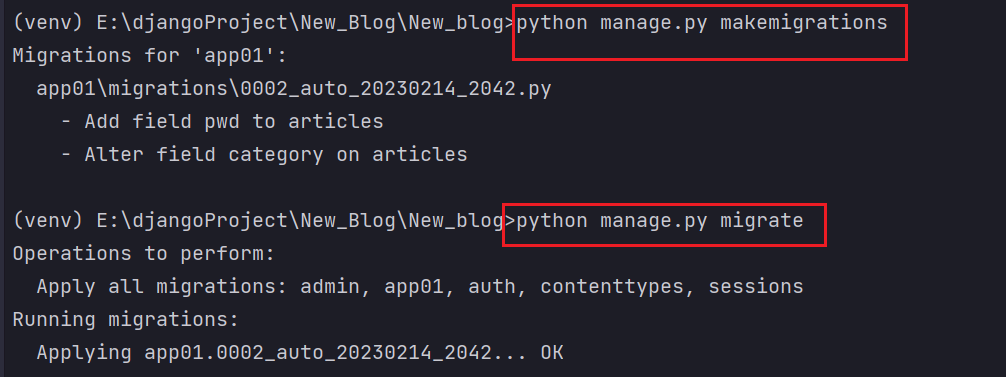 (venv) E:\djangoProject\New_Blog\New_blog>python manage.py makemigrations
Migrations for 'app01':
  app01\migrations\0002_auto_20230214_2042.py
    - Add field pwd to articles
    - Alter field category on articles
(venv) E:\djangoProject\New_Blog\New_blog>python manage.py migrate
Operations to perform:
  Apply all migrations: admin, app01, auth, contenttypes, sessions
Running migrations:
  Applying app01.0002_auto_20230214_2042... OK